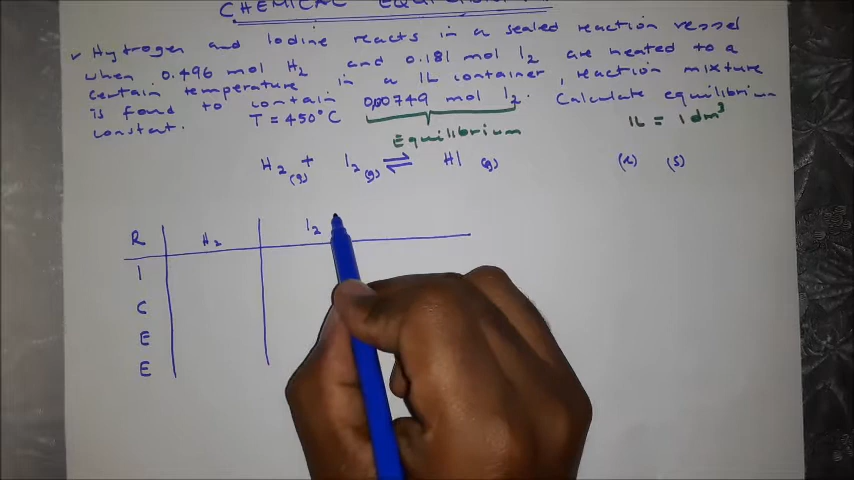 CHEMICAL
✓ Hytrogen and Iodine reacts in a sealed reaction vessel
when 0.496 mol H₂ and 0.181 mol I₂ are heated to a
certain temperature in a 1L container, reaction mixture
is found to contain 0,00749 mol I₂. Calculate equilibrium
constant. T = 450°C
Equilibrium
1L = 1dm³
H₂(g) + I₂(g) ⇌ HI (g)
(L) (S)
R H₂ I₂
I
C
E
E